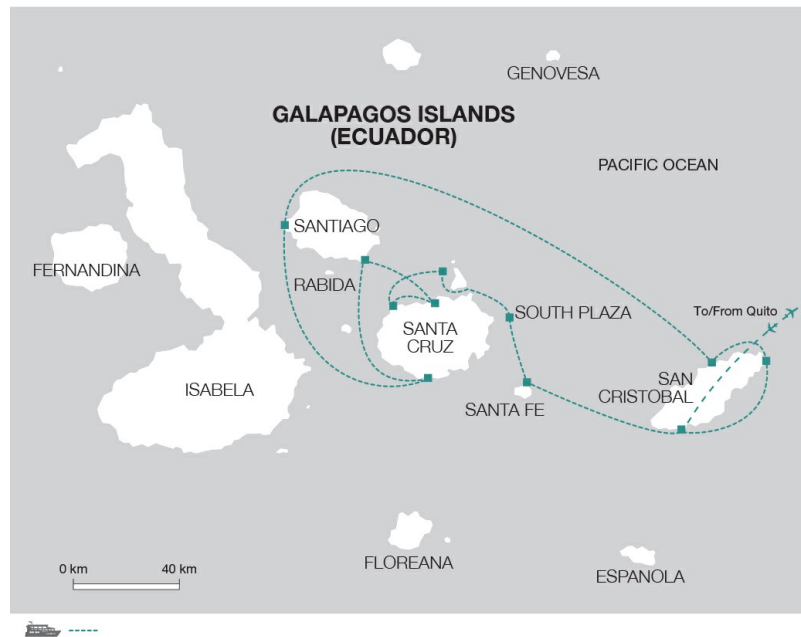 GENOVESA
GALAPAGOS ISLANDS
(ECUADOR)
PACIFIC OCEAN
SANTIAGO
FERNANDINA
RABIDA
To/From Quito
SOUTH PLAZA
SANTA
CRUZ
SAN
CRISTOBAL
ISABELA
SANTA FE
FLOREANA
ESPANOLA
0 km 40 km